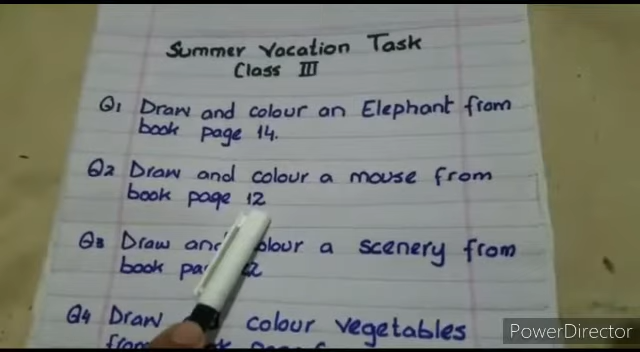 Summer Vacation Task
Class III
Q1 Draw and colour an Elephant from
book page 14.
Q2 Draw and colour a mouse from
book page 12
Q3 Draw and colour a scenery from
book
Q4 Draw colour vegetables
from
PowerDirector